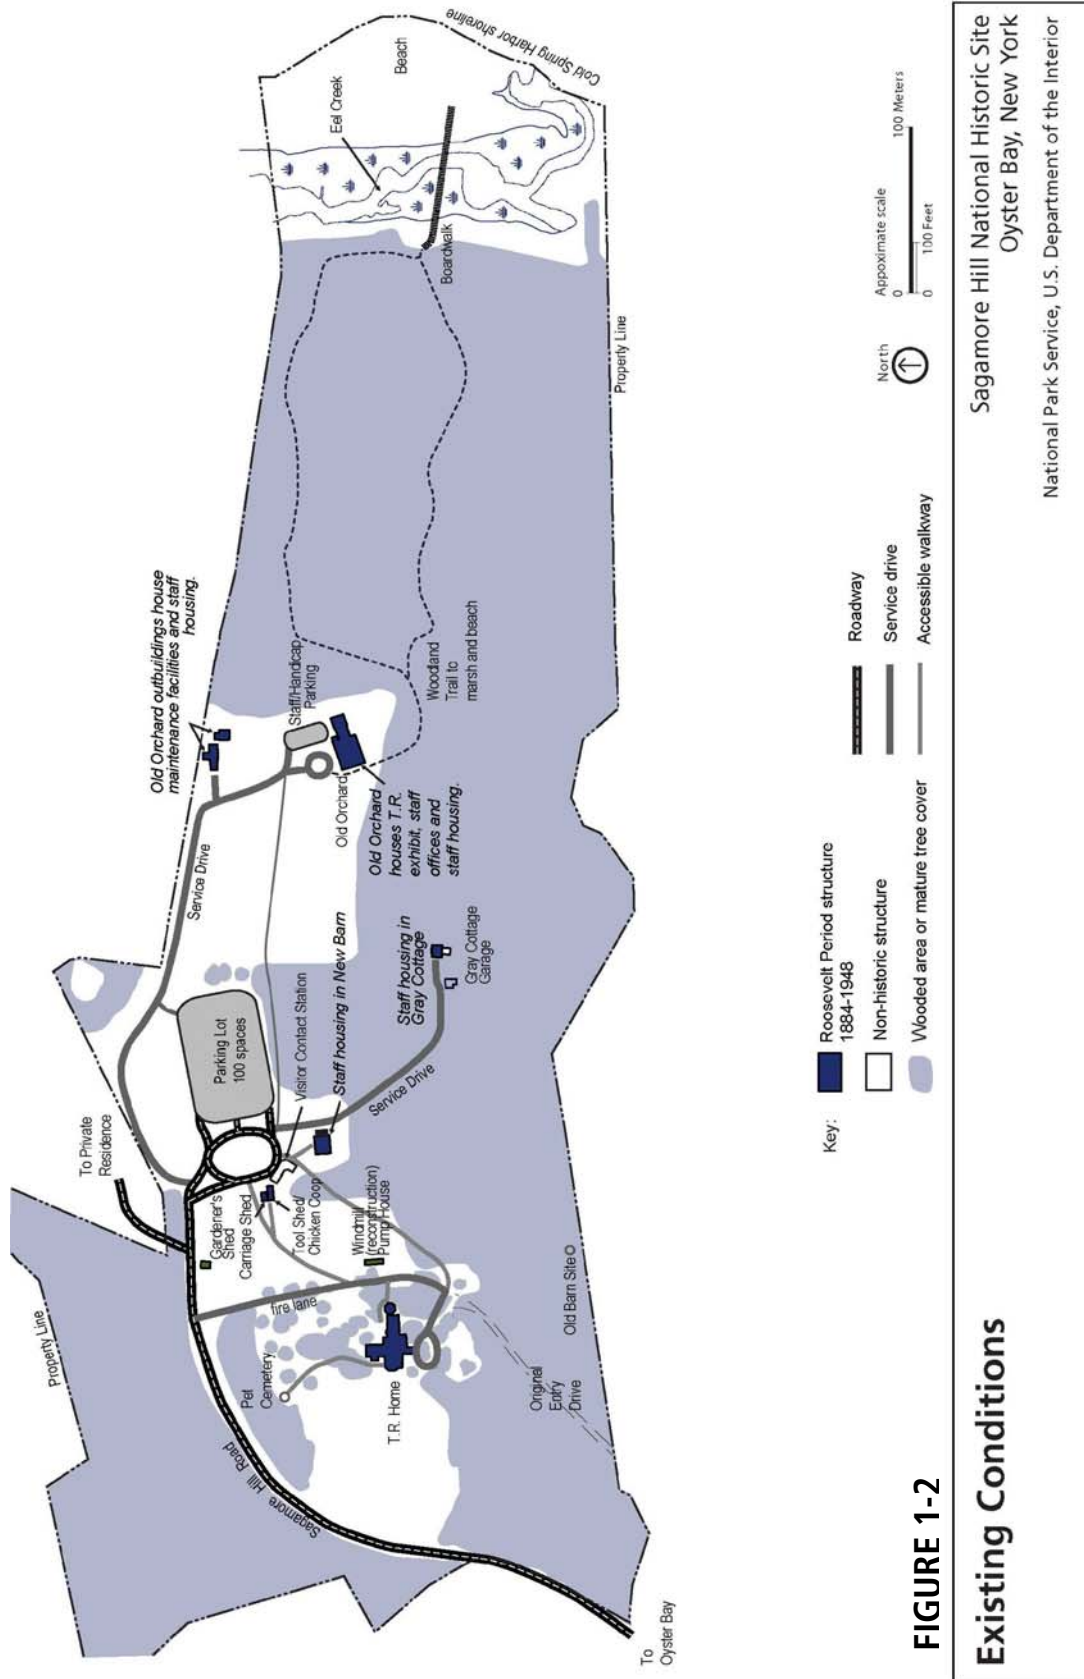 Cold Spring Harbor shoreline
Beach
Eel Creek
Boardwalk
Property Line
Old Orchard outbuildings house
maintenance facilities and staff
housing.
Staff/Handicap
Parking
Woodland
Trail to
marsh and beach
Service Drive
Old Orchard
Old Orchard
houses T.R.
exhibit, staff
offices and
staff housing.
Parking Lot
100 spaces
Visitor Contact Station
Staff housing in New Barn
Staff housing in
Gray Cottage
Gray Cottage
Garage
Service Drive
To Private
Residence
Property Line
Gardener's
Shed
Carriage Shed
Tool Shed/
Chicken Coop
Windmill
(reconstruction)
Pump House
fire lane
Pet
Cemetery
T.R. Home
Old Barn Site
Original
Entry
Drive
Sagamore Hill Road
To
Oyster Bay
Key:
Roosevelt Period structure
1884-1948
Non-historic structure
Wooded area or mature tree cover
Roadway
Service drive
Accessible walkway
North
Appoximate scale
0
100 Meters
0
100 Feet
FIGURE 1-2
Existing Conditions
Sagamore Hill National Historic Site
Oyster Bay, New York
National Park Service, U.S. Department of the Interior